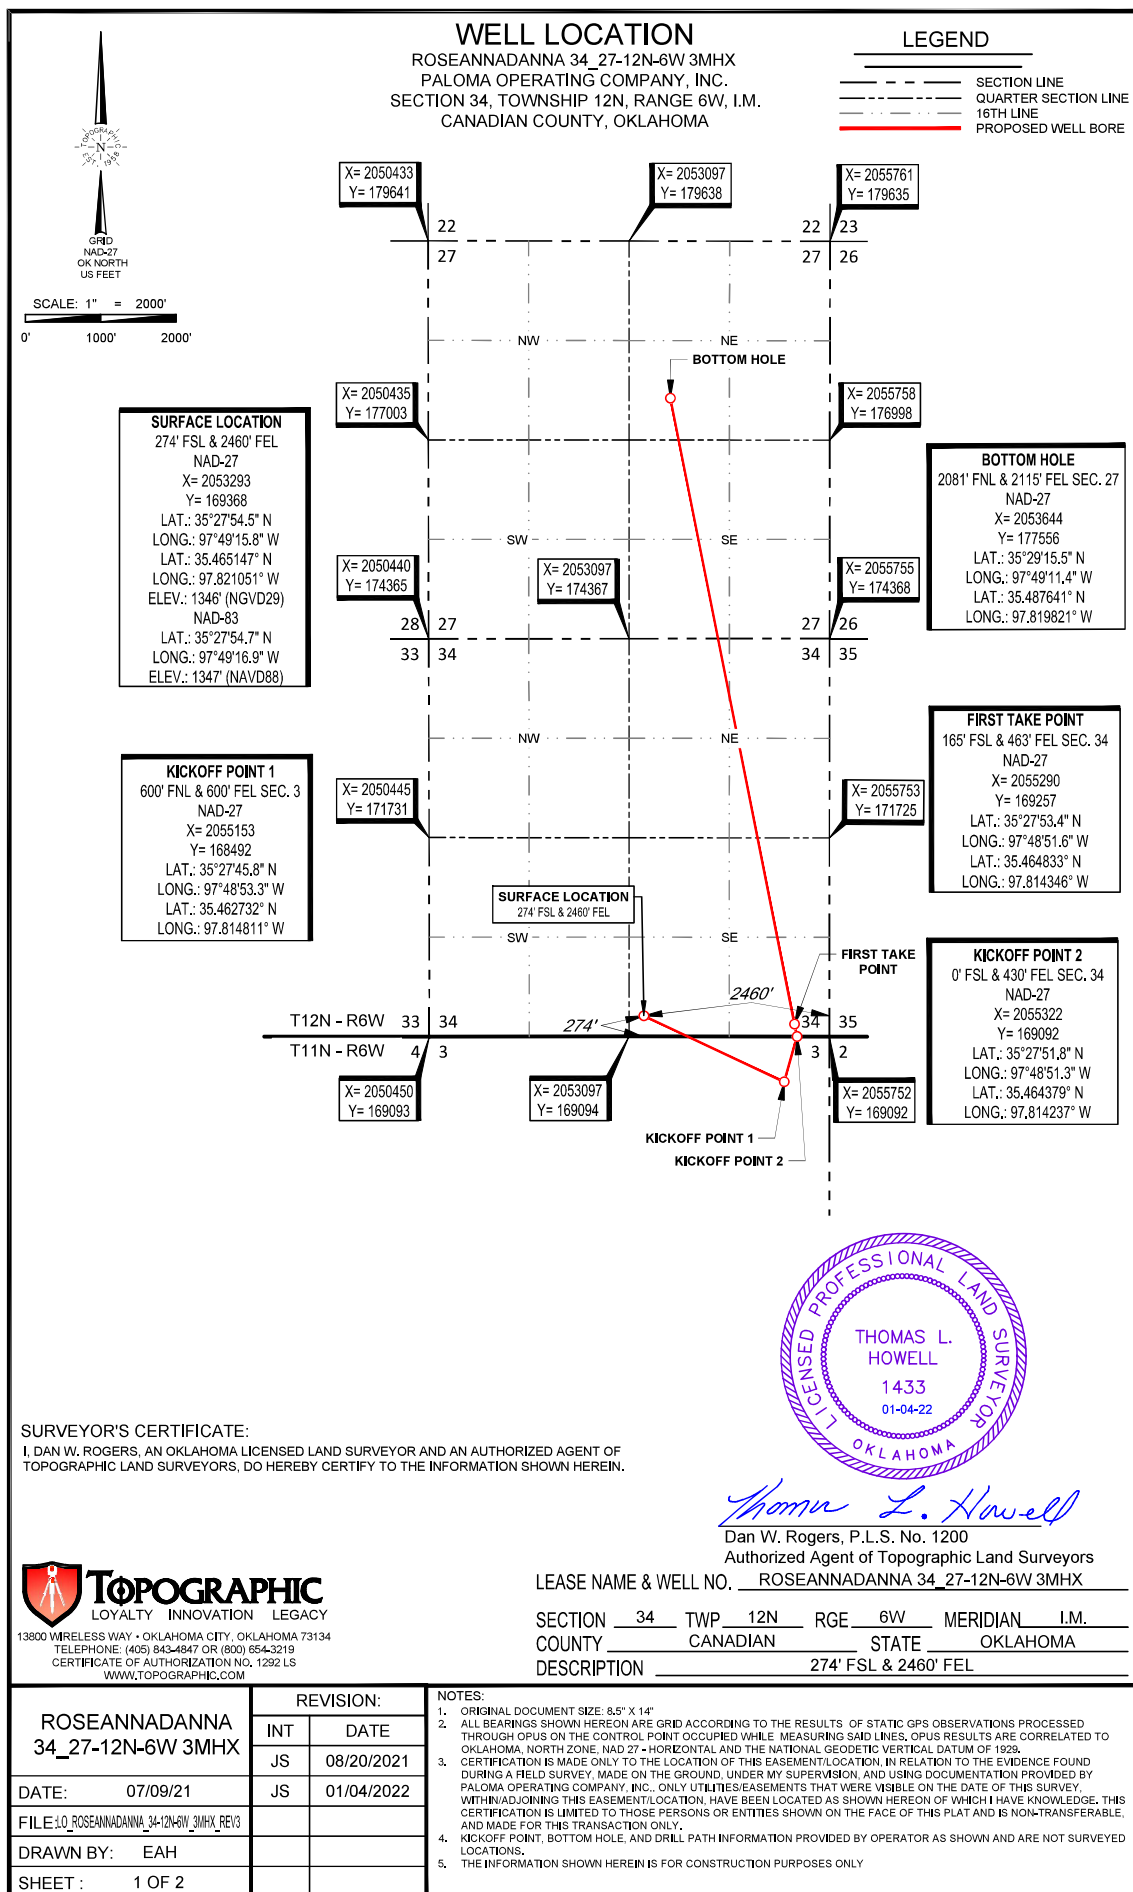 WELL LOCATION
ROSEANNADANNA 34_27-12N-6W 3MHX
PALOMA OPERATING COMPANY, INC.
SECTION 34, TOWNSHIP 12N, RANGE 6W, I.M.
CANADIAN COUNTY, OKLAHOMA
LEGEND
SECTION LINE
QUARTER SECTION LINE
16TH LINE
PROPOSED WELL BORE
TOPOGRAPHIC
N
EST. 1958
GRID
NAD-27
OK NORTH
US FEET
SCALE: 1" = 2000'
0' 1000' 2000'
X= 2050433
Y= 179641
X= 2053097
Y= 179638
X= 2055761
Y= 179635
22 22 23
27 27 26
NW NE
BOTTOM HOLE
X= 2050435
Y= 177003
X= 2055758
Y= 176998
SURFACE LOCATION
274' FSL & 2460' FEL
NAD-27
X= 2053293
Y= 169368
LAT.: 35°27'54.5" N
LONG.: 97°49'15.8" W
LAT.: 35.465147° N
LONG.: 97.821051° W
ELEV.: 1346' (NGVD29)
NAD-83
LAT.: 35°27'54.7" N
LONG.: 97°49'16.9" W
ELEV.: 1347' (NAVD88)
BOTTOM HOLE
2081' FNL & 2115' FEL SEC. 27
NAD-27
X= 2053644
Y= 177556
LAT.: 35°29'15.5" N
LONG.: 97°49'11.4" W
LAT.: 35.487641° N
LONG.: 97.819821° W
SW SE
X= 2050440
Y= 174365
X= 2053097
Y= 174367
X= 2055755
Y= 174368
28 27 27 26
33 34 34 35
NW NE
FIRST TAKE POINT
165' FSL & 463' FEL SEC. 34
NAD-27
X= 2055290
Y= 169257
LAT.: 35°27'53.4" N
LONG.: 97°48'51.6" W
LAT.: 35.464833° N
LONG.: 97.814346° W
KICKOFF POINT 1
600' FNL & 600' FEL SEC. 3
NAD-27
X= 2055153
Y= 168492
LAT.: 35°27'45.8" N
LONG.: 97°48'53.3" W
LAT.: 35.462732° N
LONG.: 97.814811° W
X= 2050445
Y= 171731
X= 2055753
Y= 171725
SURFACE LOCATION
274' FSL & 2460' FEL
SW SE
FIRST TAKE
POINT
KICKOFF POINT 2
0' FSL & 430' FEL SEC. 34
NAD-27
X= 2055322
Y= 169092
LAT.: 35°27'51.8" N
LONG.: 97°48'51.3" W
LAT.: 35.464379° N
LONG.: 97.814237° W
2460'
274'
T12N - R6W 33 34 34 35
T11N - R6W 4 3 3 2
X= 2050450
Y= 169093
X= 2053097
Y= 169094
X= 2055752
Y= 169092
KICKOFF POINT 1
KICKOFF POINT 2
LICENSED PROFESSIONAL LAND SURVEYOR
THOMAS L.
HOWELL
1433
01-04-22
OKLAHOMA
SURVEYOR'S CERTIFICATE:
I, DAN W. ROGERS, AN OKLAHOMA LICENSED LAND SURVEYOR AND AN AUTHORIZED AGENT OF
TOPOGRAPHIC LAND SURVEYORS, DO HEREBY CERTIFY TO THE INFORMATION SHOWN HEREIN.
Thomas L. Howell
Dan W. Rogers, P.L.S. No. 1200
Authorized Agent of Topographic Land Surveyors
TOPOGRAPHIC
LOYALTY INNOVATION LEGACY
13800 WIRELESS WAY • OKLAHOMA CITY, OKLAHOMA 73134
TELEPHONE: (405) 843-4847 OR (800) 654-3219
CERTIFICATE OF AUTHORIZATION NO. 1292 LS
WWW.TOPOGRAPHIC.COM
LEASE NAME & WELL NO. ROSEANNADANNA 34_27-12N-6W 3MHX
SECTION 34 TWP 12N RGE 6W MERIDIAN I.M.
COUNTY CANADIAN STATE OKLAHOMA
DESCRIPTION 274' FSL & 2460' FEL
ROSEANNADANNA
34_27-12N-6W 3MHX
REVISION:
INT DATE
JS 08/20/2021
JS 01/04/2022
DATE: 07/09/21
FILE:LO_ROSEANNADANNA_34-12N-6W_3MHX_REV3
DRAWN BY: EAH
SHEET : 1 OF 2
NOTES:
1. ORIGINAL DOCUMENT SIZE: 8.5" X 14"
2. ALL BEARINGS SHOWN HEREON ARE GRID ACCORDING TO THE RESULTS OF STATIC GPS OBSERVATIONS PROCESSED
THROUGH OPUS ON THE CONTROL POINT OCCUPIED WHILE MEASURING SAID LINES. OPUS RESULTS ARE CORRELATED TO
OKLAHOMA, NORTH ZONE, NAD 27 - HORIZONTAL AND THE NATIONAL GEODETIC VERTICAL DATUM OF 1929.
3. CERTIFICATION IS MADE ONLY TO THE LOCATION OF THIS EASEMENT/LOCATION, IN RELATION TO THE EVIDENCE FOUND
DURING A FIELD SURVEY, MADE ON THE GROUND, UNDER MY SUPERVISION, AND USING DOCUMENTATION PROVIDED BY
PALOMA OPERATING COMPANY, INC.. ONLY UTILITIES/EASEMENTS THAT WERE VISIBLE ON THE DATE OF THIS SURVEY,
WITHIN/ADJOINING THIS EASEMENT/LOCATION, HAVE BEEN LOCATED AS SHOWN HEREON OF WHICH I HAVE KNOWLEDGE. THIS
CERTIFICATION IS LIMITED TO THOSE PERSONS OR ENTITIES SHOWN ON THE FACE OF THIS PLAT AND IS NON-TRANSFERABLE,
AND MADE FOR THIS TRANSACTION ONLY.
4. KICKOFF POINT, BOTTOM HOLE, AND DRILL PATH INFORMATION PROVIDED BY OPERATOR AS SHOWN AND ARE NOT SURVEYED
LOCATIONS.
5. THE INFORMATION SHOWN HEREIN IS FOR CONSTRUCTION PURPOSES ONLY